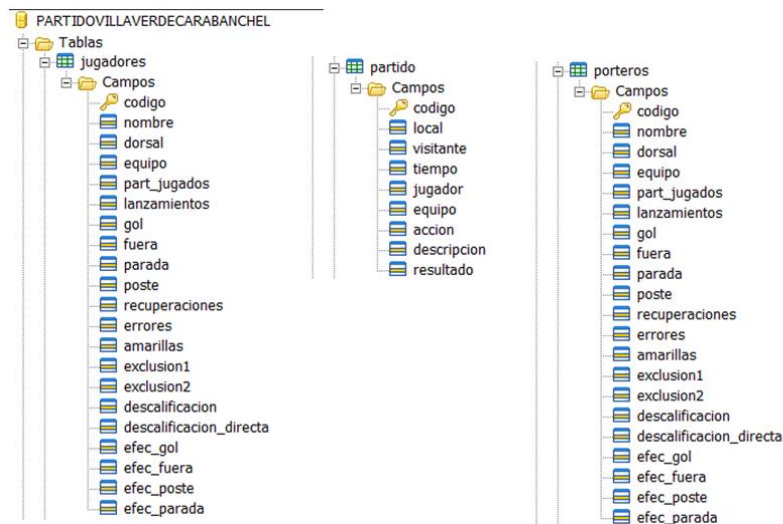 PARTIDOVILLAVERDECARABANCHEL
Tablas
jugadores
Campos
codigo
nombre
dorsal
equipo
part_jugados
lanzamientos
gol
fuera
parada
poste
recuperaciones
errores
amarillas
exclusion1
exclusion2
descalificacion
descalificacion_directa
efec_gol
efec_fuera
efec_poste
efec_parada
partido
Campos
codigo
local
visitante
tiempo
jugador
equipo
accion
descripcion
resultado
porteros
Campos
codigo
nombre
dorsal
equipo
part_jugados
lanzamientos
gol
fuera
parada
poste
recuperaciones
errores
amarillas
exclusion1
exclusion2
descalificacion
descalificacion_directa
efec_gol
efec_fuera
efec_poste
efec_parada